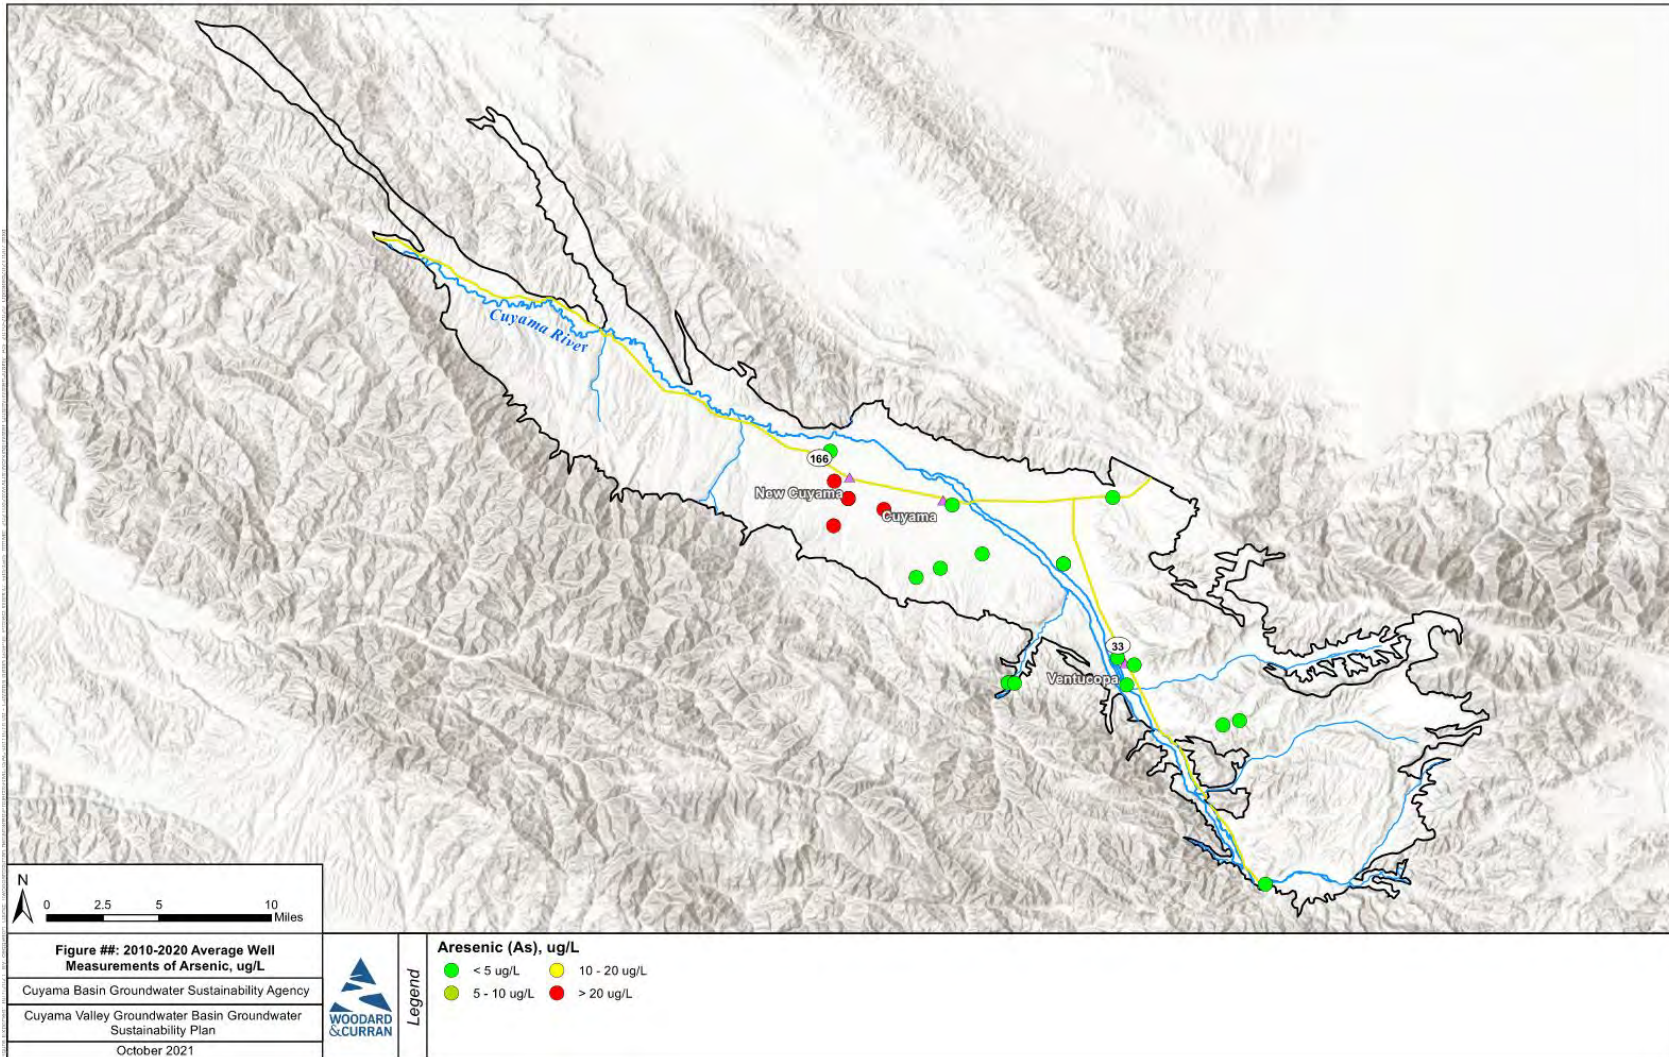 Cuyama River
166
New Cuyama
Cuyama
33
Ventucopa
N
0 2.5 5 10
Miles
Figure ##: 2010-2020 Average Well
Measurements of Arsenic, ug/L
Cuyama Basin Groundwater Sustainability Agency
Cuyama Valley Groundwater Basin Groundwater
Sustainability Plan
October 2021
WOODARD
&CURRAN
Legend
Aresenic (As), ug/L
< 5 ug/L
10 - 20 ug/L
5 - 10 ug/L
> 20 ug/L